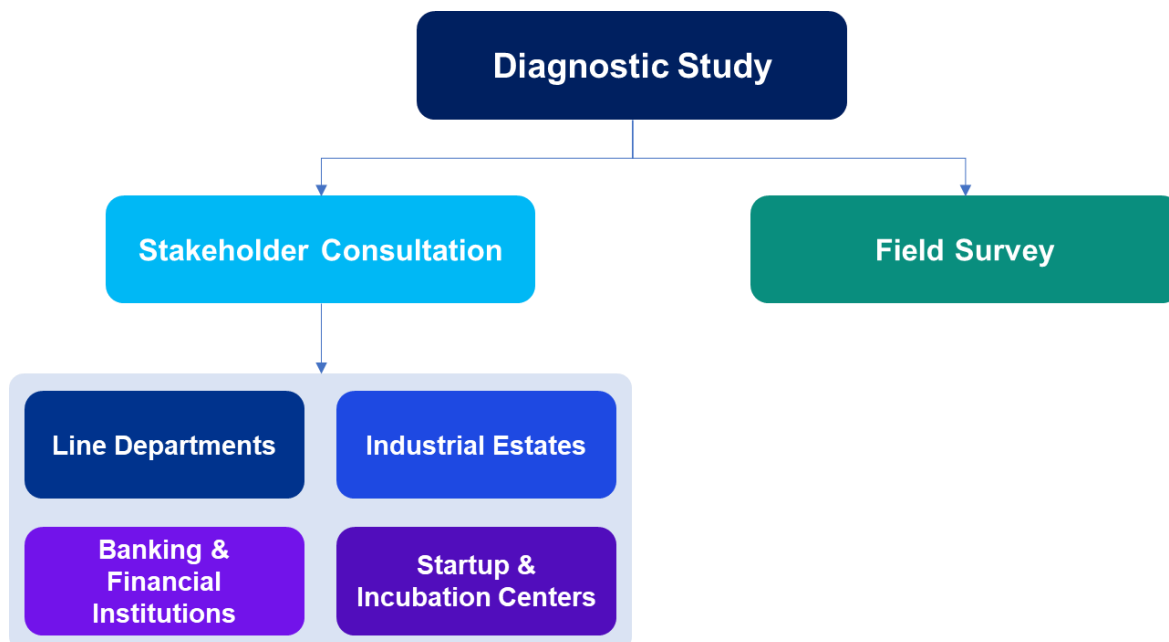 Diagnostic Study
Stakeholder Consultation
Field Survey
Line Departments
Industrial Estates
Banking &
Financial
Institutions
Startup &
Incubation Centers